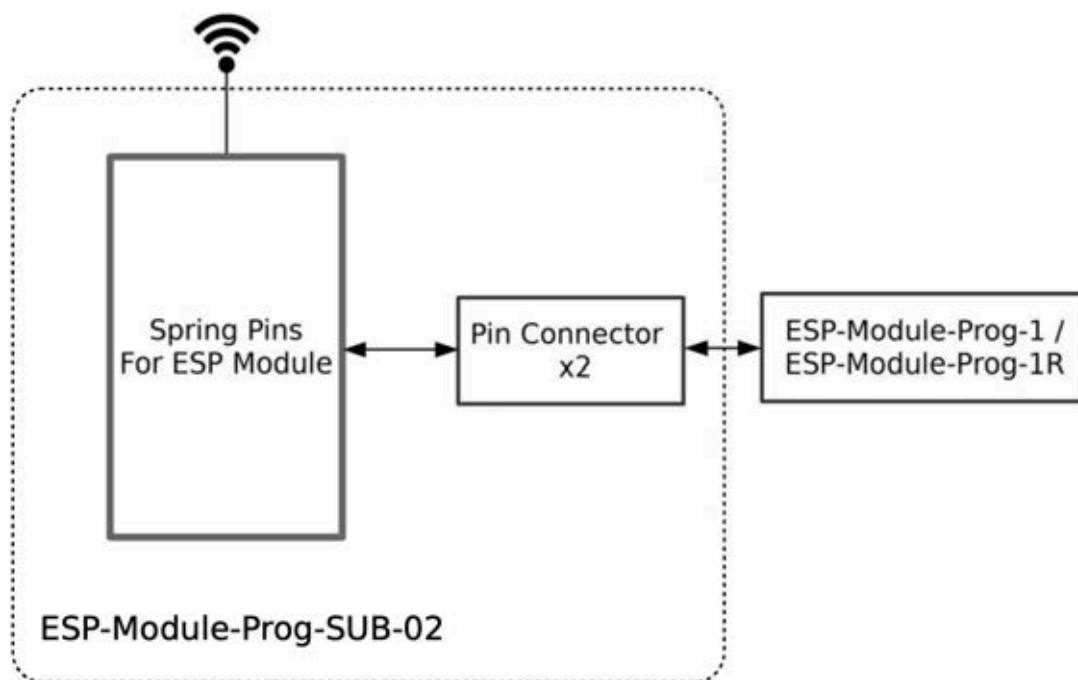 Spring Pins
For ESP Module
Pin Connector
x2
ESP-Module-Prog-1 /
ESP-Module-Prog-1R
ESP-Module-Prog-SUB-02